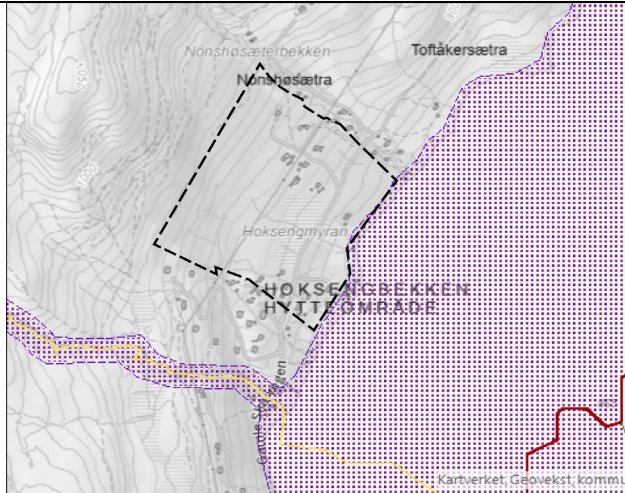 Nonshøsæterbekken
Toftåkersætra
Nonshøsætra
Hoksengmyran
HOKSENGBEKKEN
HYTTEOMRÅDE
Kartverket, Geovekst, kommu